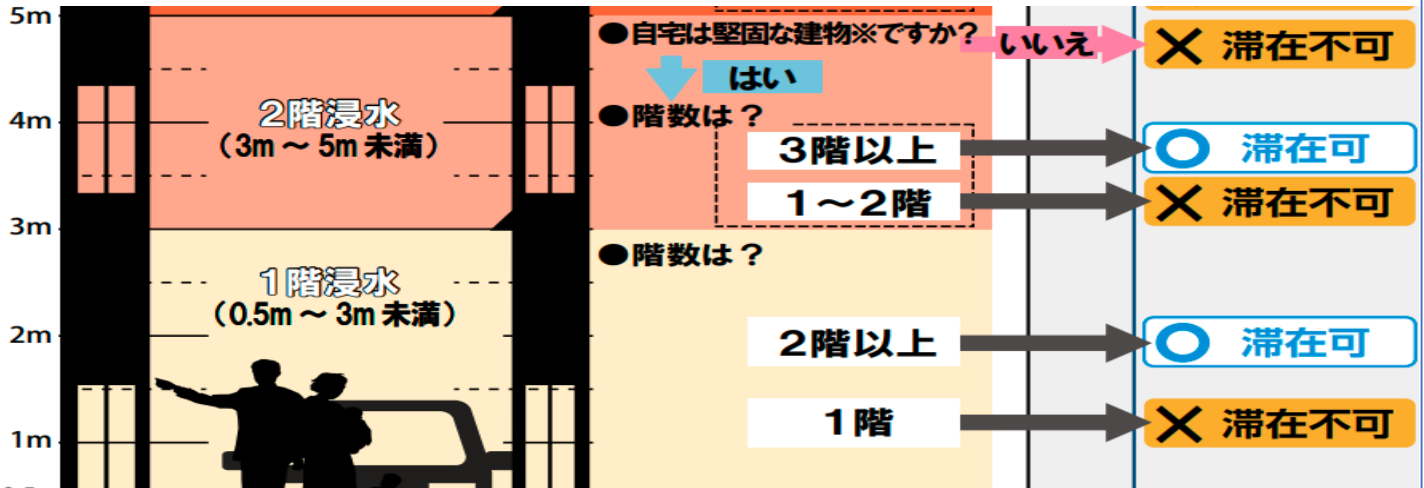 5m
●自宅は堅固な建物※ですか？
いいえ
✕ 滞在不可
はい
2階浸水
（3m ～ 5m 未満）
4m
●階数は？
3階以上
○ 滞在可
1～2階
✕ 滞在不可
3m
●階数は？
1階浸水
（0.5m ～ 3m 未満）
2m
2階以上
○ 滞在可
1階
✕ 滞在不可
1m